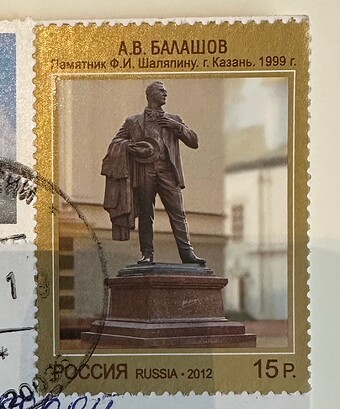 А.В. БАЛАШОВ
Памятник Ф.И. Шаляпину. г. Казань. 1999 г.
РОССИЯ RUSSIA • 2012 15 Р.